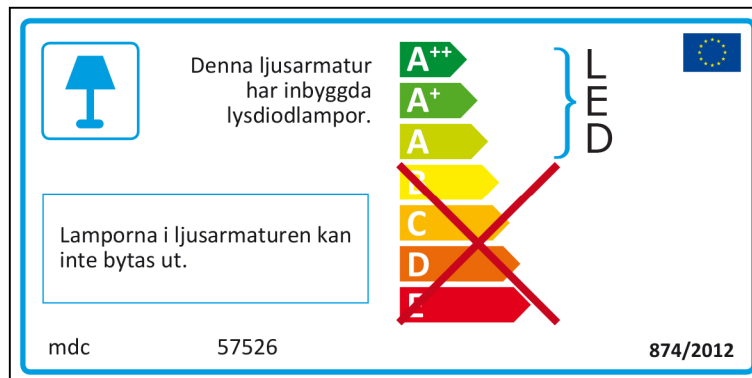 Denna ljusarmatur
har inbyggda
lysdiodlampor.
A++
A+
A
B
C
D
E
L
E
D
Lamporna i ljusarmaturen kan
inte bytas ut.
mdc 57526
874/2012